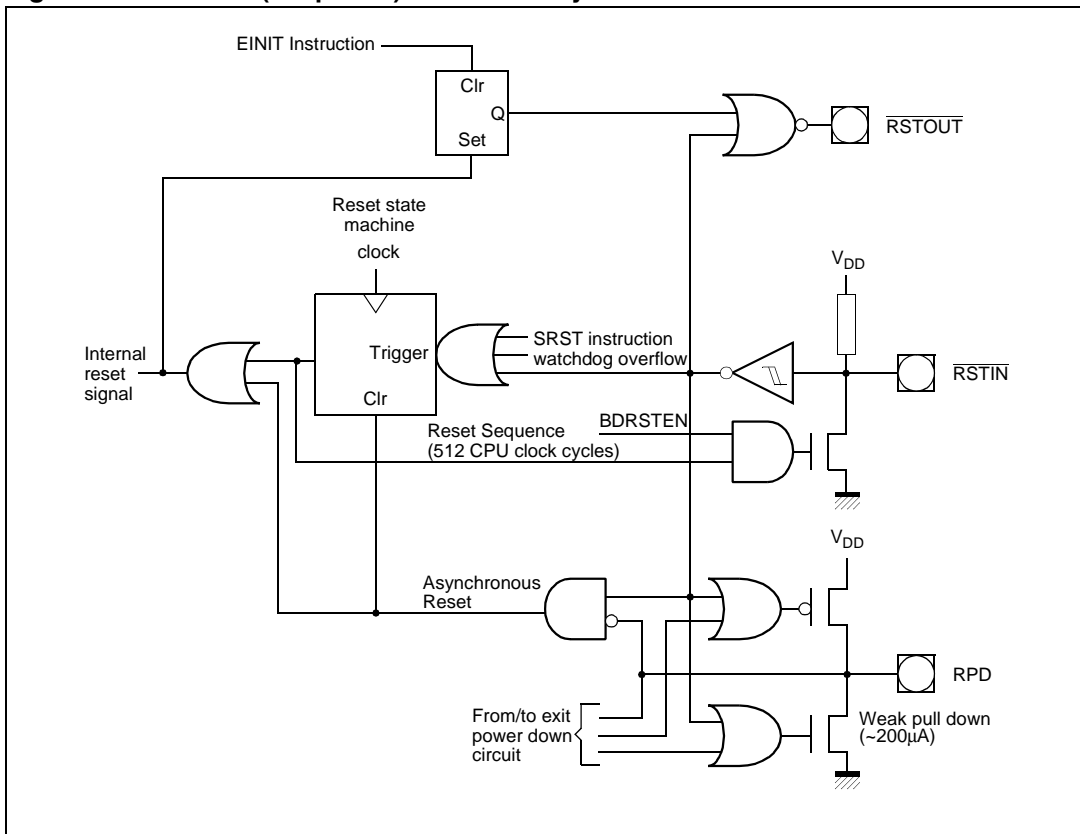 EINIT Instruction
Clr
Q
Set
RSTOUT
Reset state
machine
clock
VDD
Internal
reset
signal
Trigger
SRST instruction
watchdog overflow
RSTIN
Clr
BDRSTEN
Reset Sequence
(512 CPU clock cycles)
VDD
Asynchronous
Reset
RPD
From/to exit
power down
circuit
Weak pull down
(~200µA)